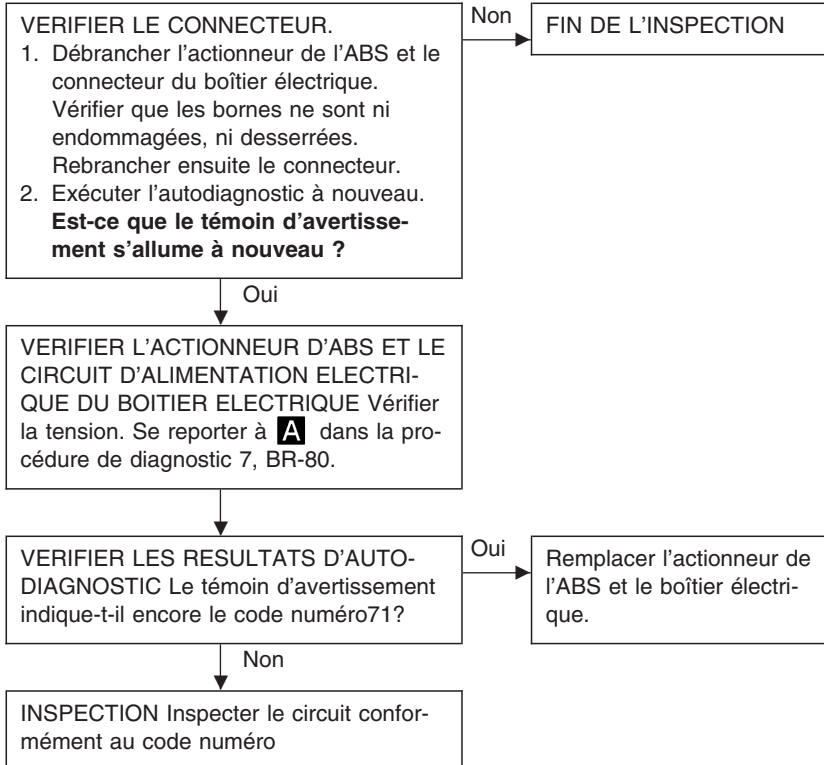 VERIFIER LE CONNECTEUR.
1. Débrancher l'actionneur de l'ABS et le
connecteur du boîtier électrique.
Vérifier que les bornes ne sont ni
endommagées, ni desserrées.
Rebrancher ensuite le connecteur.
2. Exécuter l'autodiagnostic à nouveau.
Est-ce que le témoin d'avertisse-
ment s'allume à nouveau ?
Non
FIN DE L'INSPECTION
Oui
VERIFIER L'ACTIONNEUR D'ABS ET LE
CIRCUIT D'ALIMENTATION ELECTRI-
QUE DU BOITIER ELECTRIQUE Vérifier
la tension. Se reporter à A dans la pro-
cédure de diagnostic 7, BR-80.
VERIFIER LES RESULTATS D'AUTO-
DIAGNOSTIC Le témoin d'avertissement
indique-t-il encore le code numéro71?
Oui
Remplacer l'actionneur de
l'ABS et le boîtier électri-
que.
Non
INSPECTION Inspecter le circuit confor-
mément au code numéro